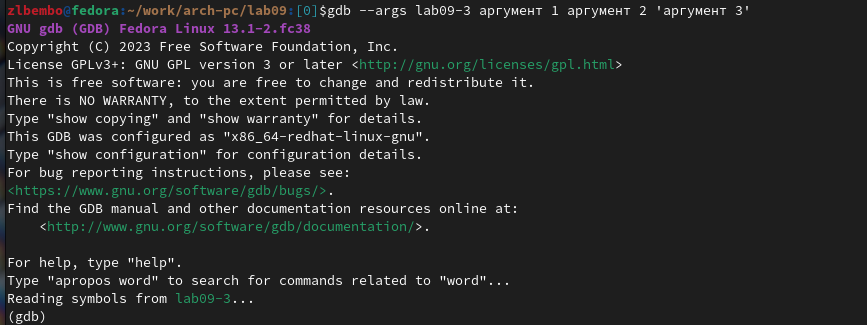 zlbembo@fedora:~/work/arch-pc/lab09:[0]$gdb --args lab09-3 аргумент 1 аргумент 2 'аргумент 3'
GNU gdb (GDB) Fedora Linux 13.1-2.fc38
Copyright (C) 2023 Free Software Foundation, Inc.
License GPLv3+: GNU GPL version 3 or later <http://gnu.org/licenses/gpl.html>
This is free software: you are free to change and redistribute it.
There is NO WARRANTY, to the extent permitted by law.
Type "show copying" and "show warranty" for details.
This GDB was configured as "x86_64-redhat-linux-gnu".
Type "show configuration" for configuration details.
For bug reporting instructions, please see:
<https://www.gnu.org/software/gdb/bugs/>.
Find the GDB manual and other documentation resources online at:
    <http://www.gnu.org/software/gdb/documentation/>.

For help, type "help".
Type "apropos word" to search for commands related to "word"...
Reading symbols from lab09-3...
(gdb)